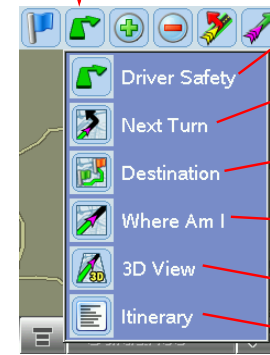 Driver Safety
Next Turn
Destination
Where Am I
3D View
Itinerary